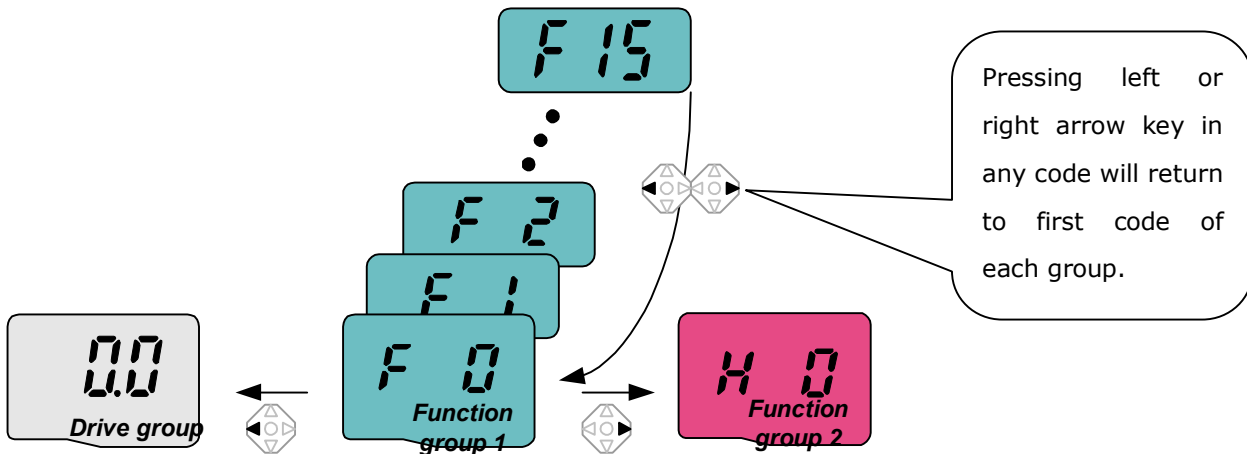 F 15
Pressing left or
right arrow key in
any code will return
to first code of
each group.
F 2
F 1
F 0
Function
group 1
0.0
Drive group
H 0
Function
group 2